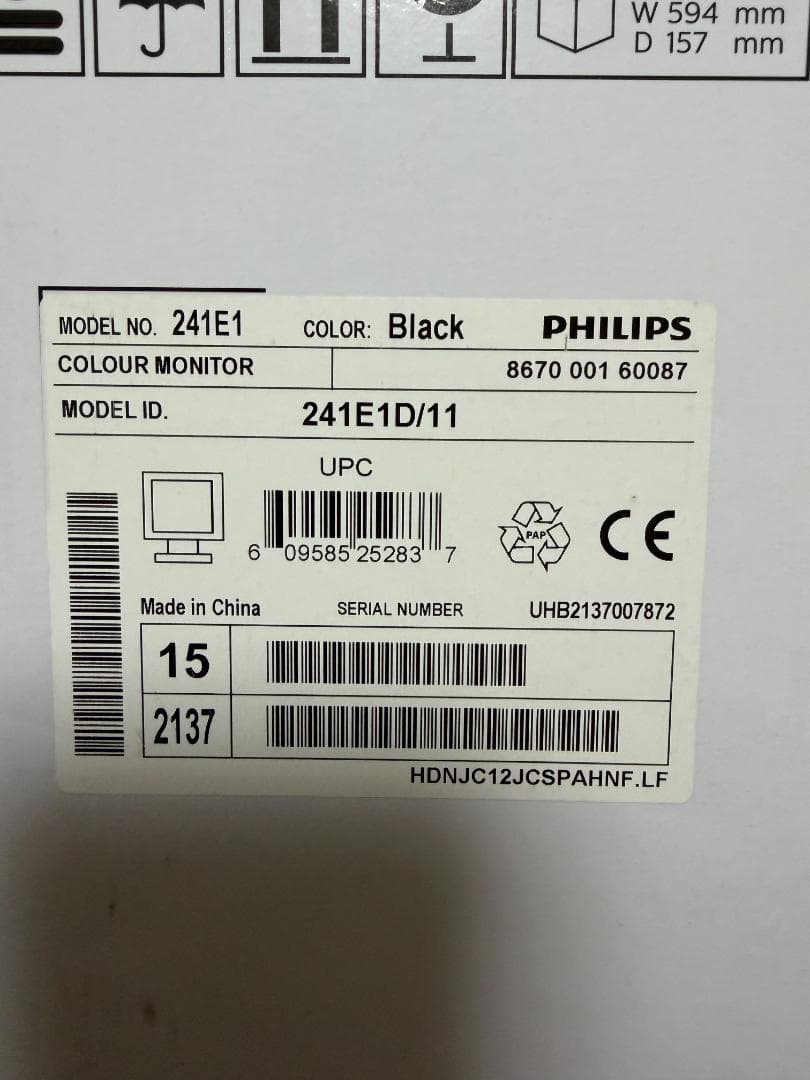 W 594 mm
D 157 mm
MODEL NO. 241E1 COLOR: Black PHILIPS
COLOUR MONITOR 8670 001 60087
MODEL ID. 241E1D/11
UPC
6 09585 25283 7
PAP
CE
Made in China SERIAL NUMBER UHB2137007872
15
2137
HDNJC12JCSPAHNF.LF